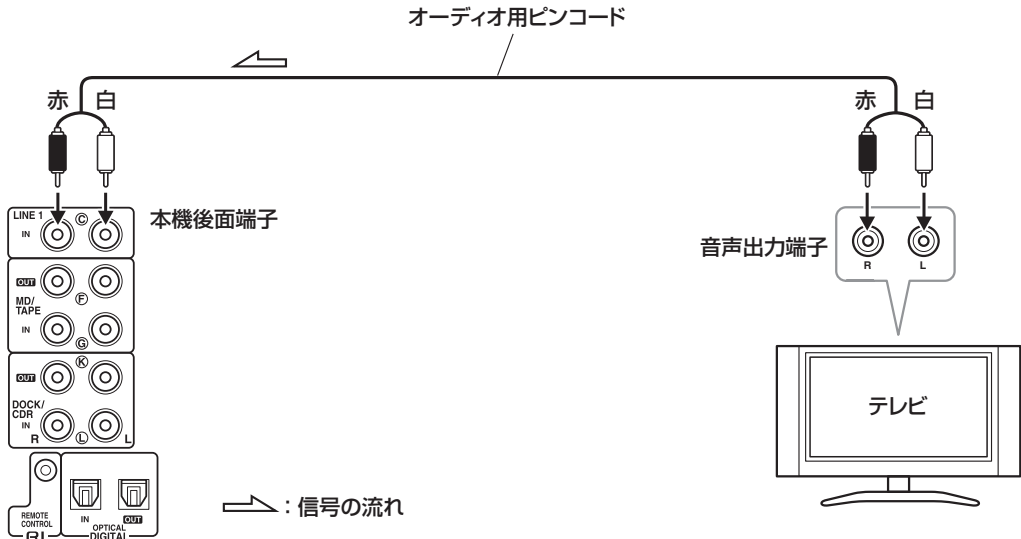 オーディオ用ピンコード
赤 白
赤 白
LINE 1
IN
Ⓒ
本機後面端子
音声出力端子
R L
OUT
MD/
TAPE
IN
Ⓕ
Ⓖ
OUT
DOCK/
CDR
IN
R L
Ⓚ
Ⓛ
テレビ
REMOTE
CONTROL
RI
IN OUT
OPTICAL
DIGITAL
：信号の流れ